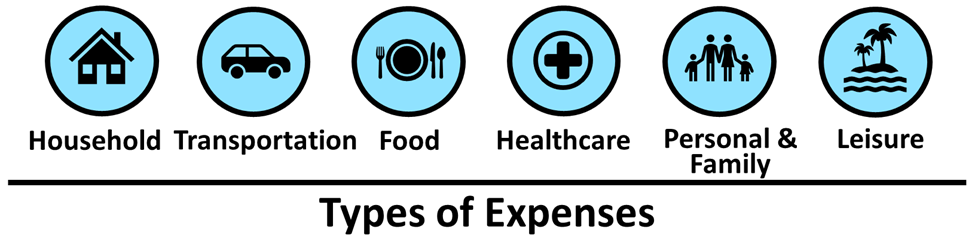 Household
Transportation
Food
Healthcare
Personal &
Family
Leisure
Types of Expenses